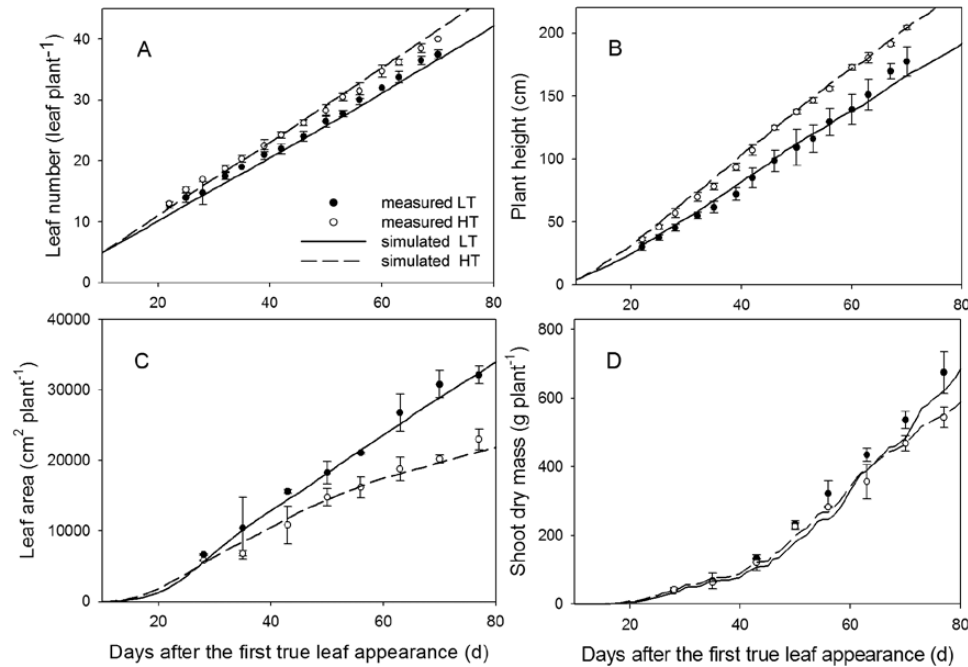 A
Leaf number (leaf plant⁻¹)
40
30
20
10
0
measured LT
measured HT
simulated LT
simulated HT
20
40
60
80
B
Plant height (cm)
200
150
100
50
0
20
40
60
80
C
Leaf area (cm² plant⁻¹)
40000
30000
20000
10000
0
20
40
60
80
Days after the first true leaf appearance (d)
D
Shoot dry mass (g plant⁻¹)
800
600
400
200
0
20
40
60
80
Days after the first true leaf appearance (d)